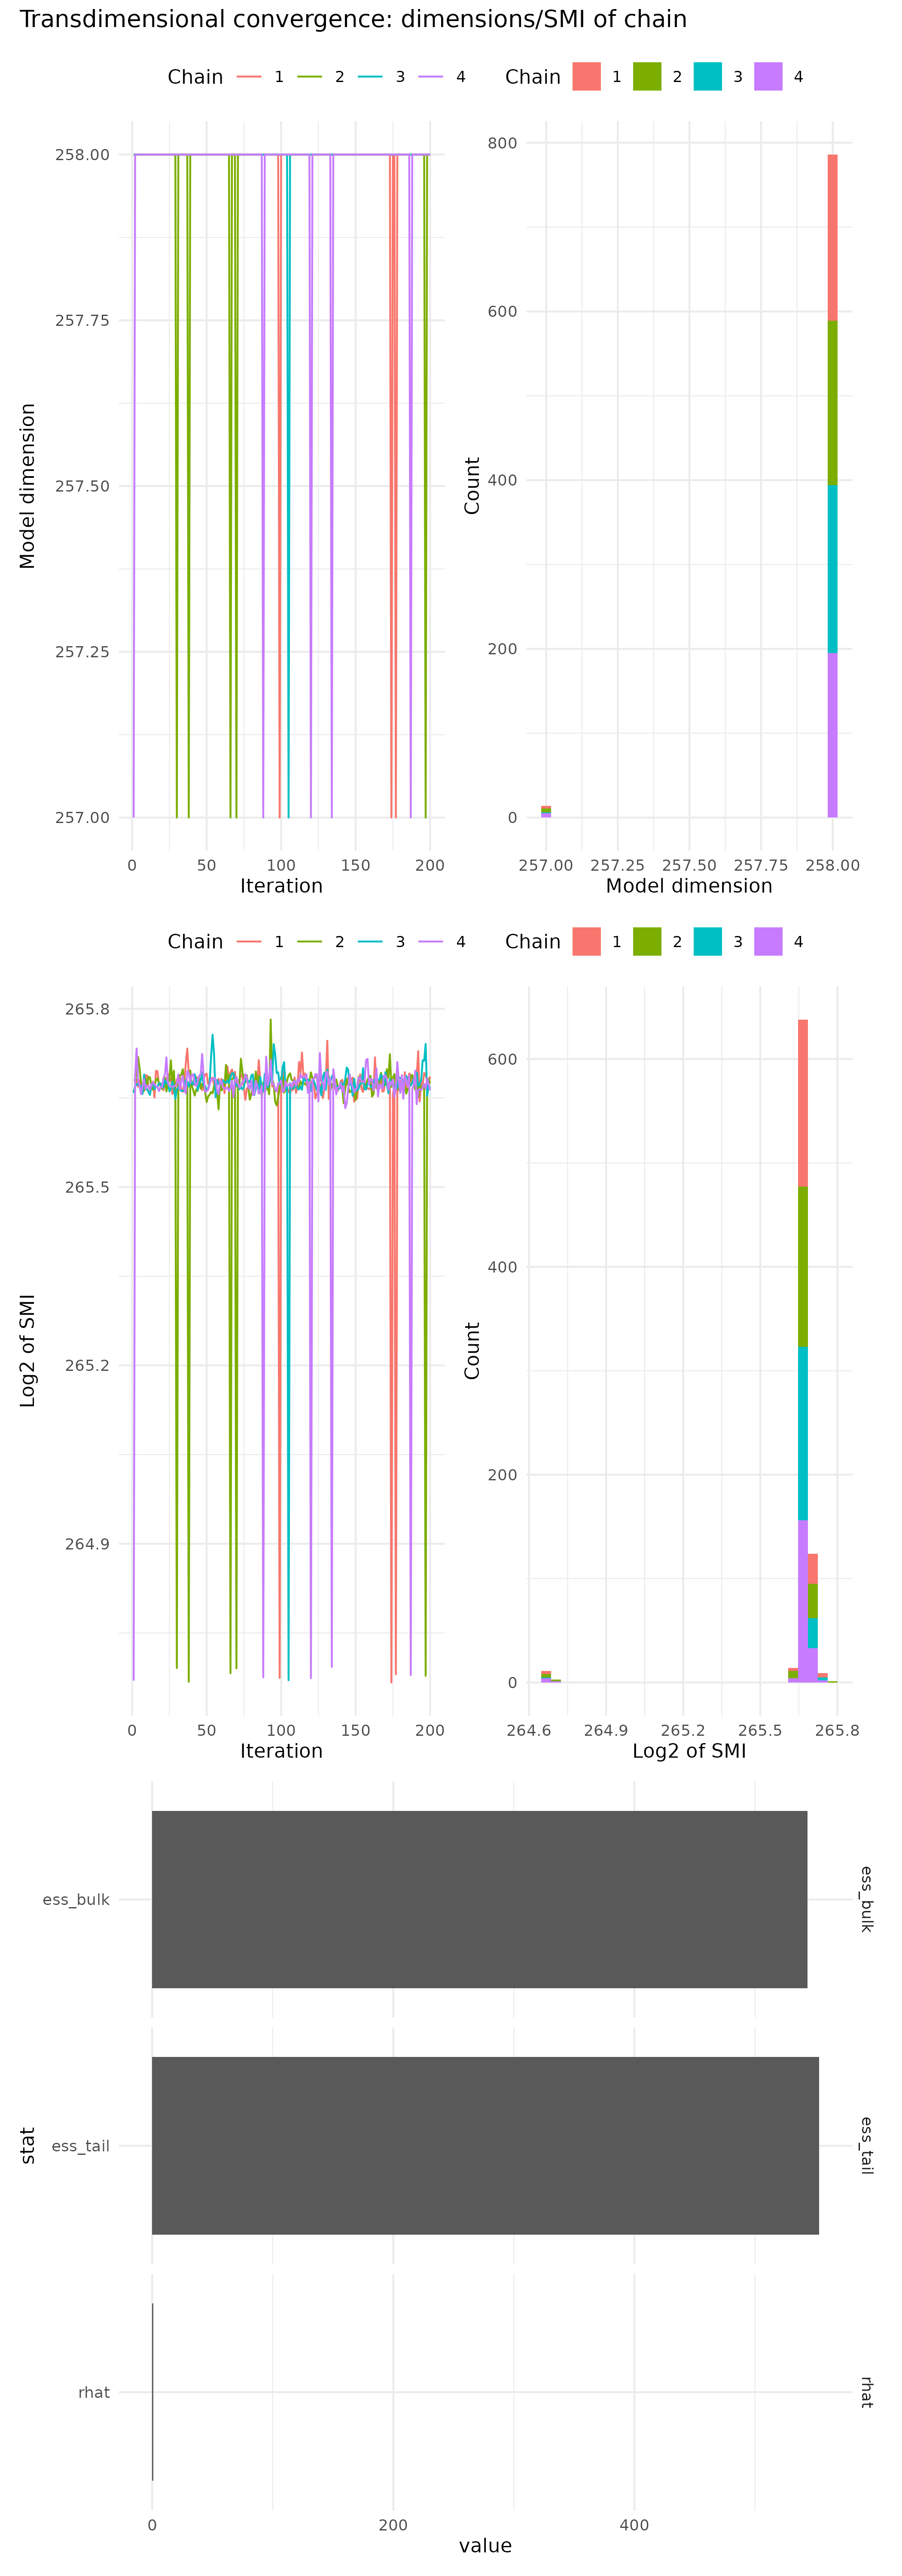 Transdimensional convergence: dimensions/SMI of chain
Chain 1 2 3 4
Chain 1 2 3 4
258.00
257.75
257.50
257.25
257.00
Model dimension
0 50 100 150 200
Iteration
800
600
400
200
0
Count
257.00 257.25 257.50 257.75 258.00
Model dimension
Chain 1 2 3 4
Chain 1 2 3 4
265.8
265.5
265.2
264.9
Log2 of SMI
0 50 100 150 200
Iteration
600
400
200
0
Count
264.6 264.9 265.2 265.5 265.8
Log2 of SMI
stat
ess_bulk
ess_bulk
ess_tail
ess_tail
rhat
rhat
0 200 400
value